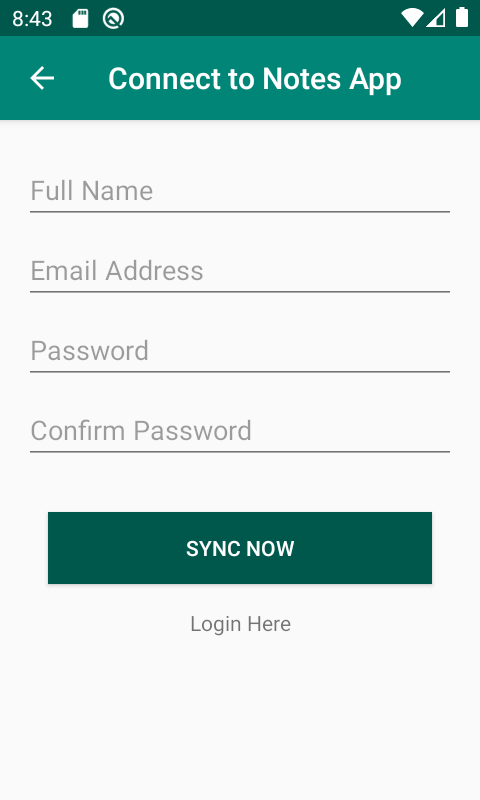 8:43
Connect to Notes App
Full Name
Email Address
Password
Confirm Password
SYNC NOW
Login Here